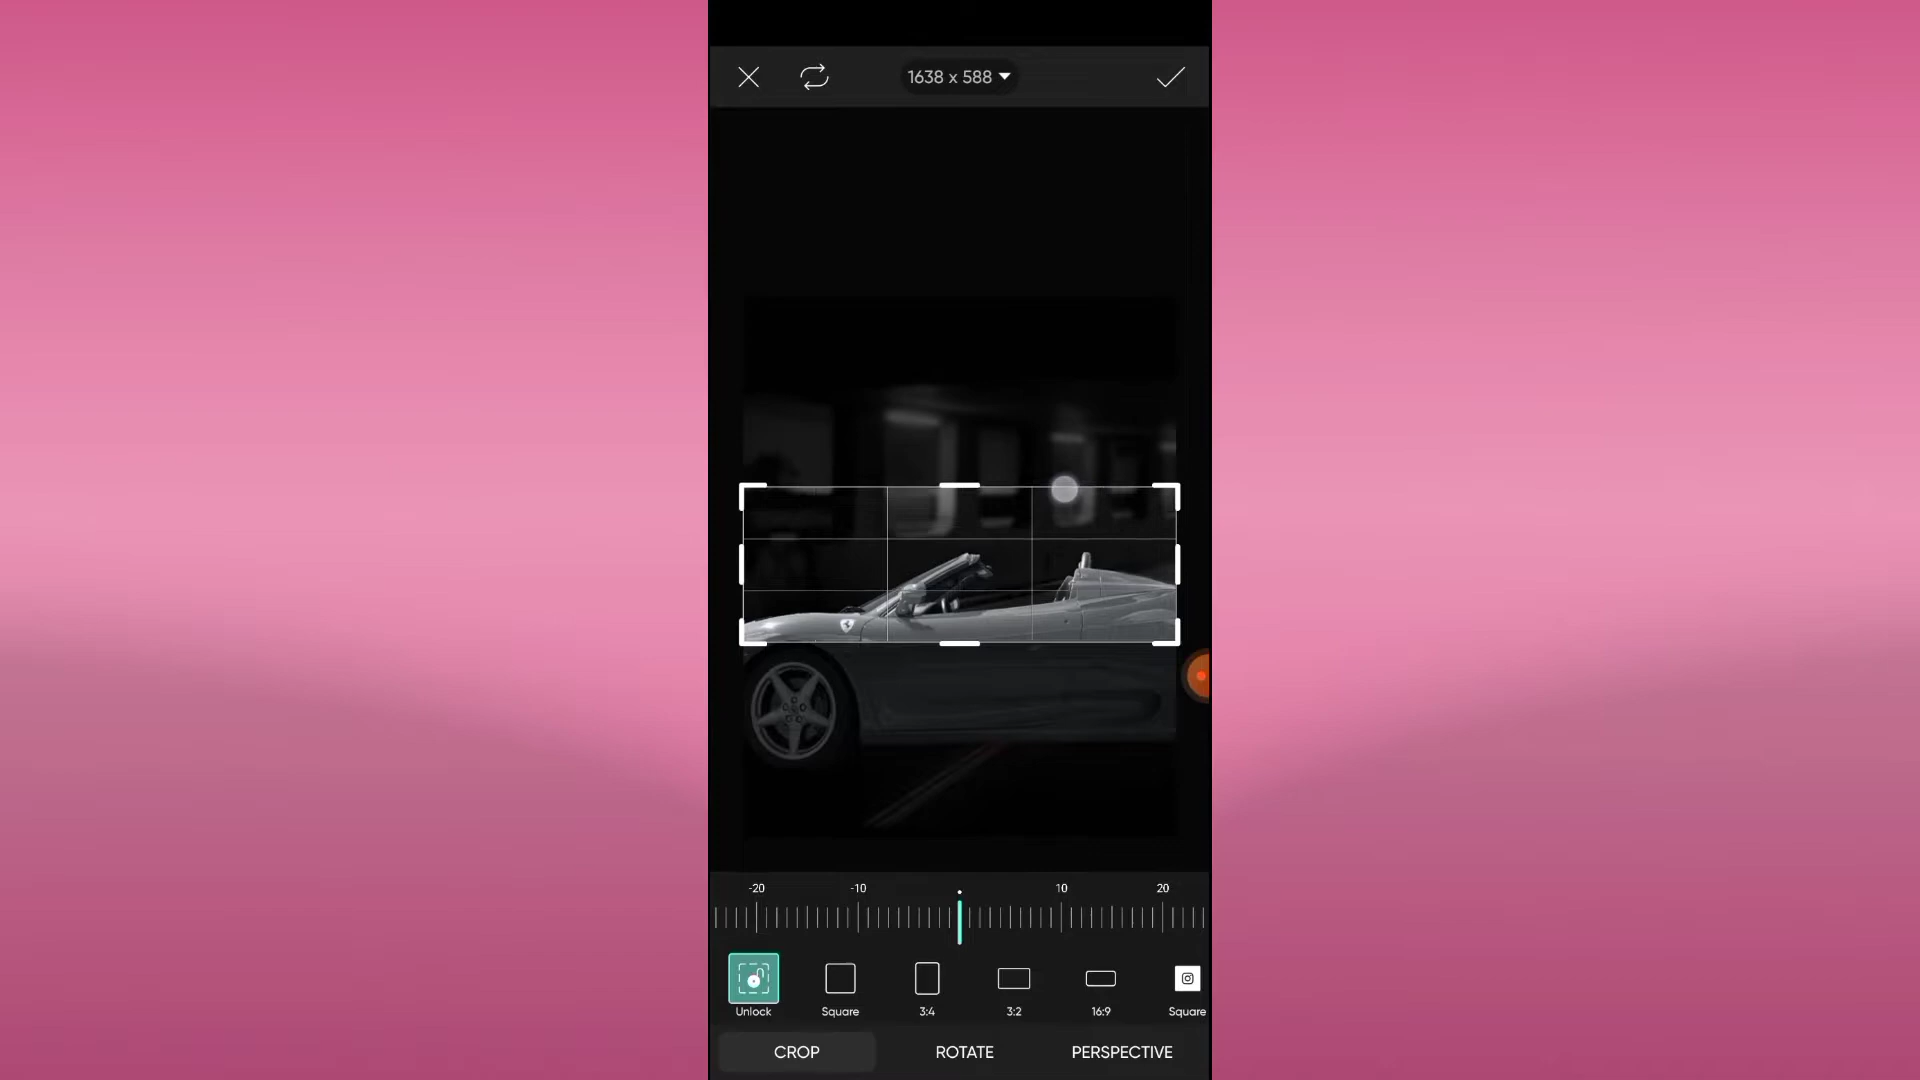 1638 x 588
-20 -10 10 20
Unlock Square 3:4 3:2 16:9 Square
CROP ROTATE PERSPECTIVE